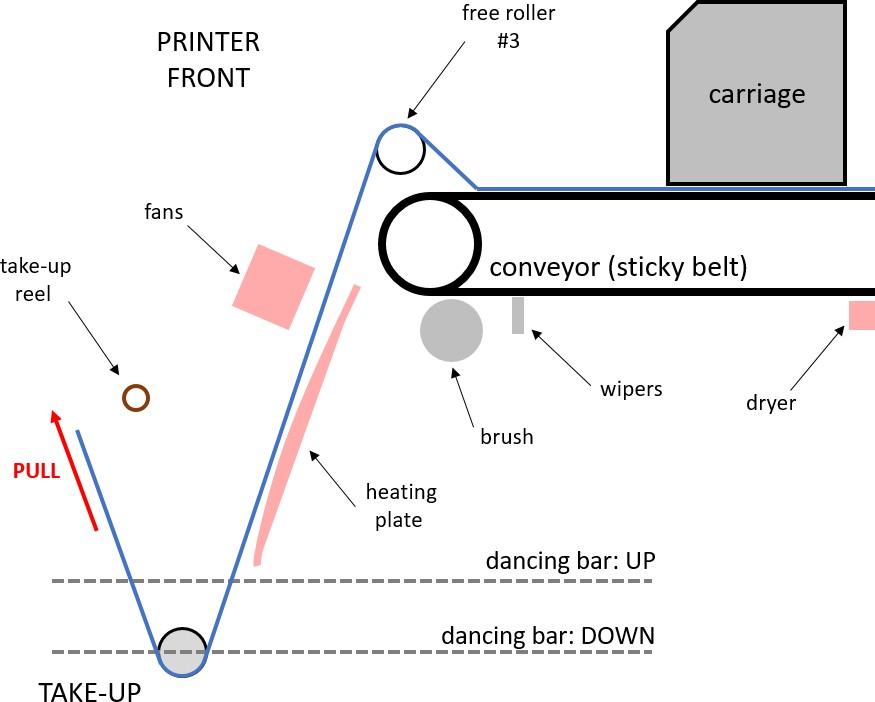 free roller
#3
PRINTER
FRONT
carriage
fans
take-up
reel
conveyor (sticky belt)
wipers
dryer
brush
PULL
heating
plate
dancing bar: UP
dancing bar: DOWN
TAKE-UP